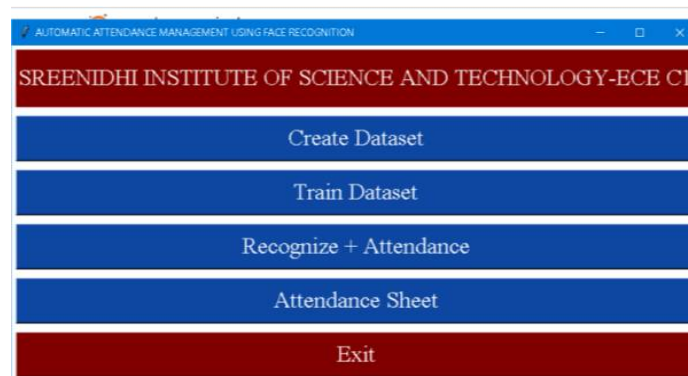 AUTOMATIC ATTENDANCE MANAGEMENT USING FACE RECOGNITION
SREENIDHI INSTITUTE OF SCIENCE AND TECHNOLOGY-ECE
Create Dataset
Train Dataset
Recognize + Attendance
Attendance Sheet
Exit